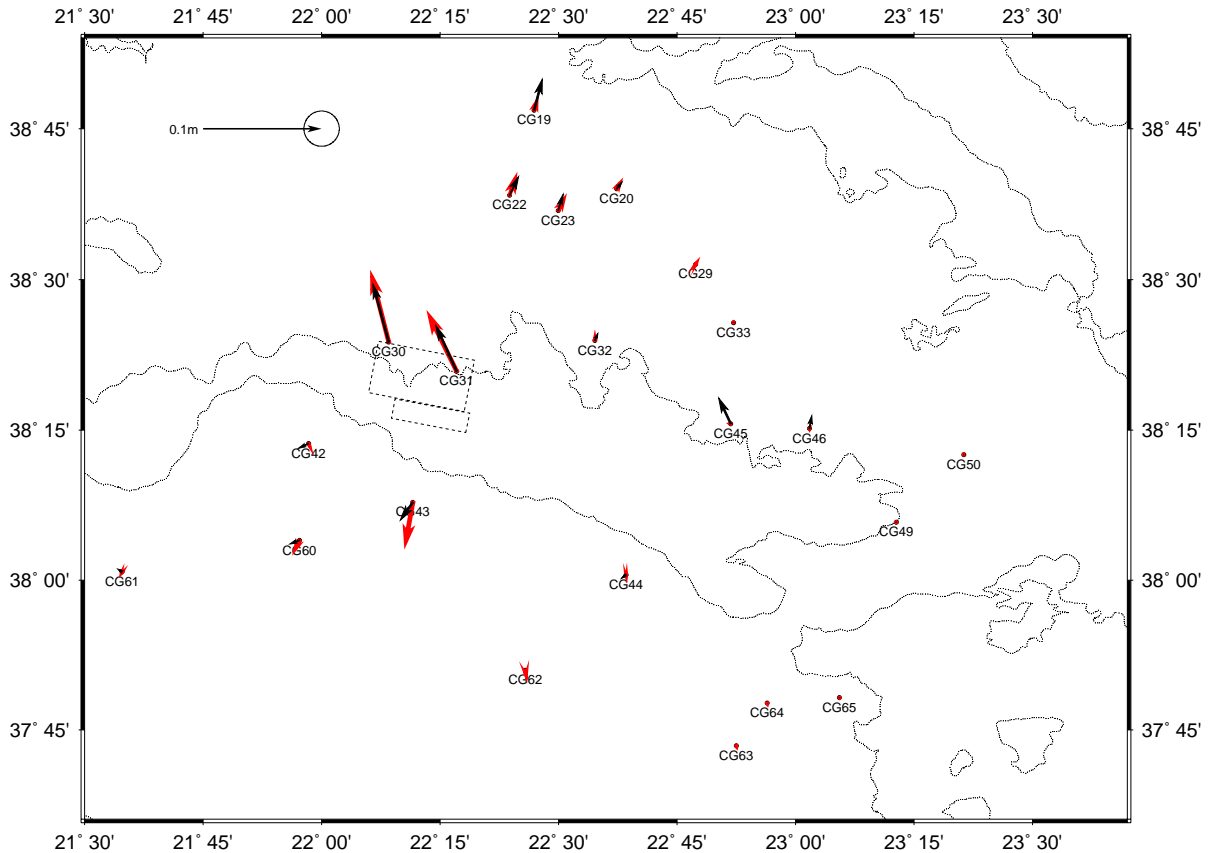 21˚ 30' 21˚ 45' 22˚ 00' 22˚ 15' 22˚ 30' 22˚ 45' 23˚ 00' 23˚ 15' 23˚ 30'
CG19
38˚ 45' 0.1m 38˚ 45'
CG22 CG20
CG23
CG29
38˚ 30' 38˚ 30'
CG33
CG30 CG32
CG31
38˚ 15' CG45 CG46 38˚ 15'
CG42 CG50
CG43
CG49
CG60
38˚ 00' CG61 CG44 38˚ 00'
CG62
CG64 CG65
37˚ 45' 37˚ 45'
CG63
21˚ 30' 21˚ 45' 22˚ 00' 22˚ 15' 22˚ 30' 22˚ 45' 23˚ 00' 23˚ 15' 23˚ 30'